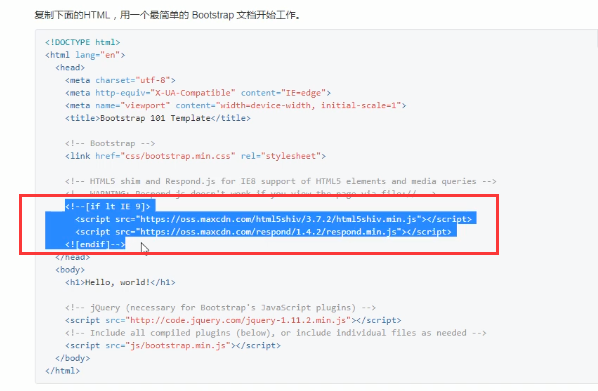 复制下面的HTML，用一个最简单的 Bootstrap 文档开始工作。
<!DOCTYPE html>
<html lang="en">
<head>
<meta charset="utf-8">
<meta http-equiv="X-UA-Compatible" content="IE=edge">
<meta name="viewport" content="width=device-width, initial-scale=1">
<title>Bootstrap 101 Template</title>
<!-- Bootstrap -->
<link href="css/bootstrap.min.css" rel="stylesheet">
<!-- HTML5 shim and Respond.js for IE8 support of HTML5 elements and media queries -->
<!-- WARNING: Respond.js doesn't work if you view the page via file:// -->
<!--[if lt IE 9]>
<script src="https://oss.maxcdn.com/html5shiv/3.7.2/html5shiv.min.js"></script>
<script src="https://oss.maxcdn.com/respond/1.4.2/respond.min.js"></script>
<![endif]-->
</head>
<body>
<h1>Hello, world!</h1>
<!-- jQuery (necessary for Bootstrap's JavaScript plugins) -->
<script src="http://code.jquery.com/jquery-1.11.2.min.js"></script>
<!-- Include all compiled plugins (below), or include individual files as needed -->
<script src="js/bootstrap.min.js"></script>
</body>
</html>